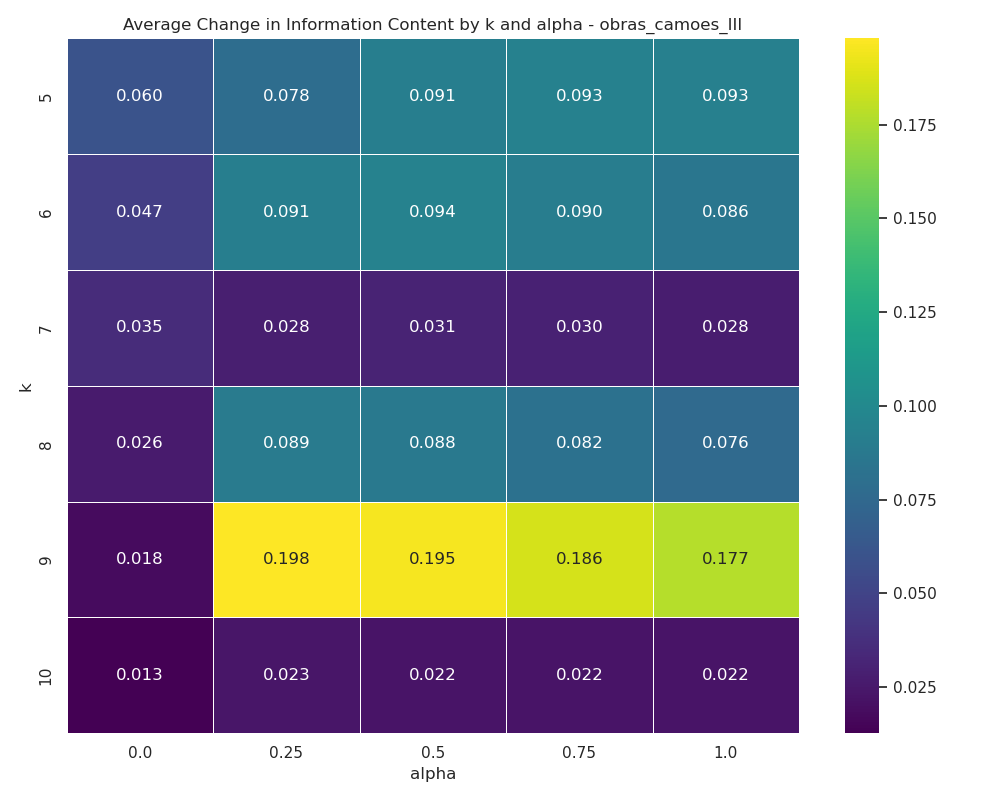 Average Change in Information Content by k and alpha - obras_camoes_III
5 0.060 0.078 0.091 0.093 0.093
6 0.047 0.091 0.094 0.090 0.086
7 0.035 0.028 0.031 0.030 0.028
k
8 0.026 0.089 0.088 0.082 0.076
9 0.018 0.198 0.195 0.186 0.177
10 0.013 0.023 0.022 0.022 0.022
0.0 0.25 0.5 0.75 1.0
alpha
0.175
0.150
0.125
0.100
0.075
0.050
0.025